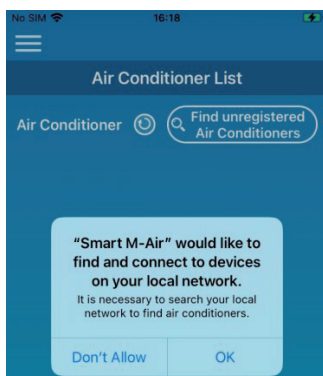 No SIM 16:18
Air Conditioner List
Air Conditioner
Find unregistered
Air Conditioners
“Smart M-Air” would like to
find and connect to devices
on your local network.
It is necessary to search your local
network to find air conditioners.
Don't Allow OK